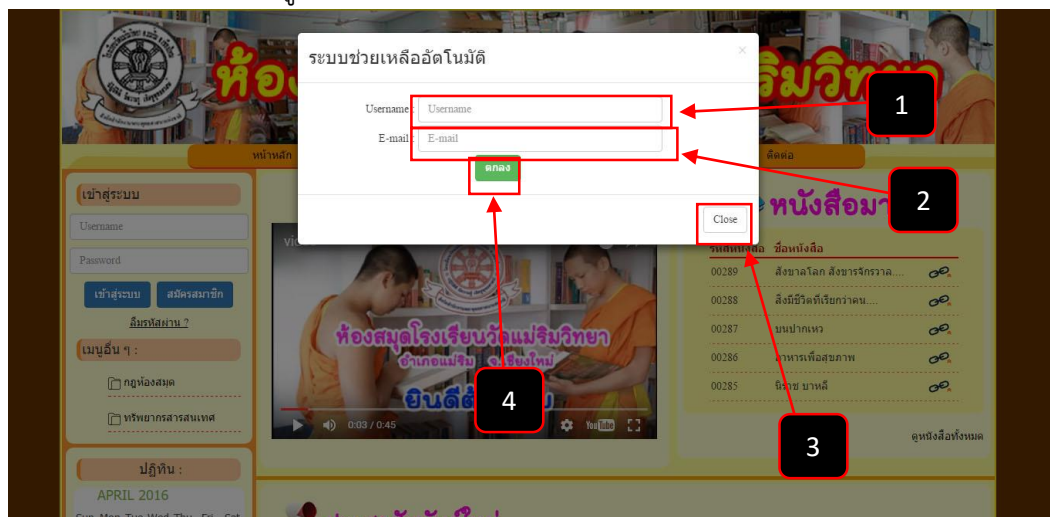 ระบบช่วยเหลืออัตโนมัติ
×
Username : Username
E-mail : E-mail
ตกลง
Close
1
2
3
4
หน้าหลัก
ติดต่อ
เข้าสู่ระบบ
Username
Password
เข้าสู่ระบบ สมัครสมาชิก
ลืมรหัสผ่าน ?
เมนูอื่น ๆ :
กฎห้องสมุด
ทรัพยากรสารสนเทศ
ปฏิทิน :
APRIL 2016
Sun Mon Tue Wed Thu Fri Sat
ห้องสมุดโรงเรียนวัดแม่ริมวิทยา
อำเภอแม่ริม จ.เชียงใหม่
0:03 / 0:45
YouTube
หนังสือมา
รหัสหนังสือ ชื่อหนังสือ
00289 สังขาลโลก สังขารจักรวาล....
00288 สิ่งมีชีวิตที่เรียกว่าคน....
00287 บนปากเหว
00286 อาหารเพื่อสุขภาพ
00285 นิราช บาหลี
ดูหนังสือทั้งหมด